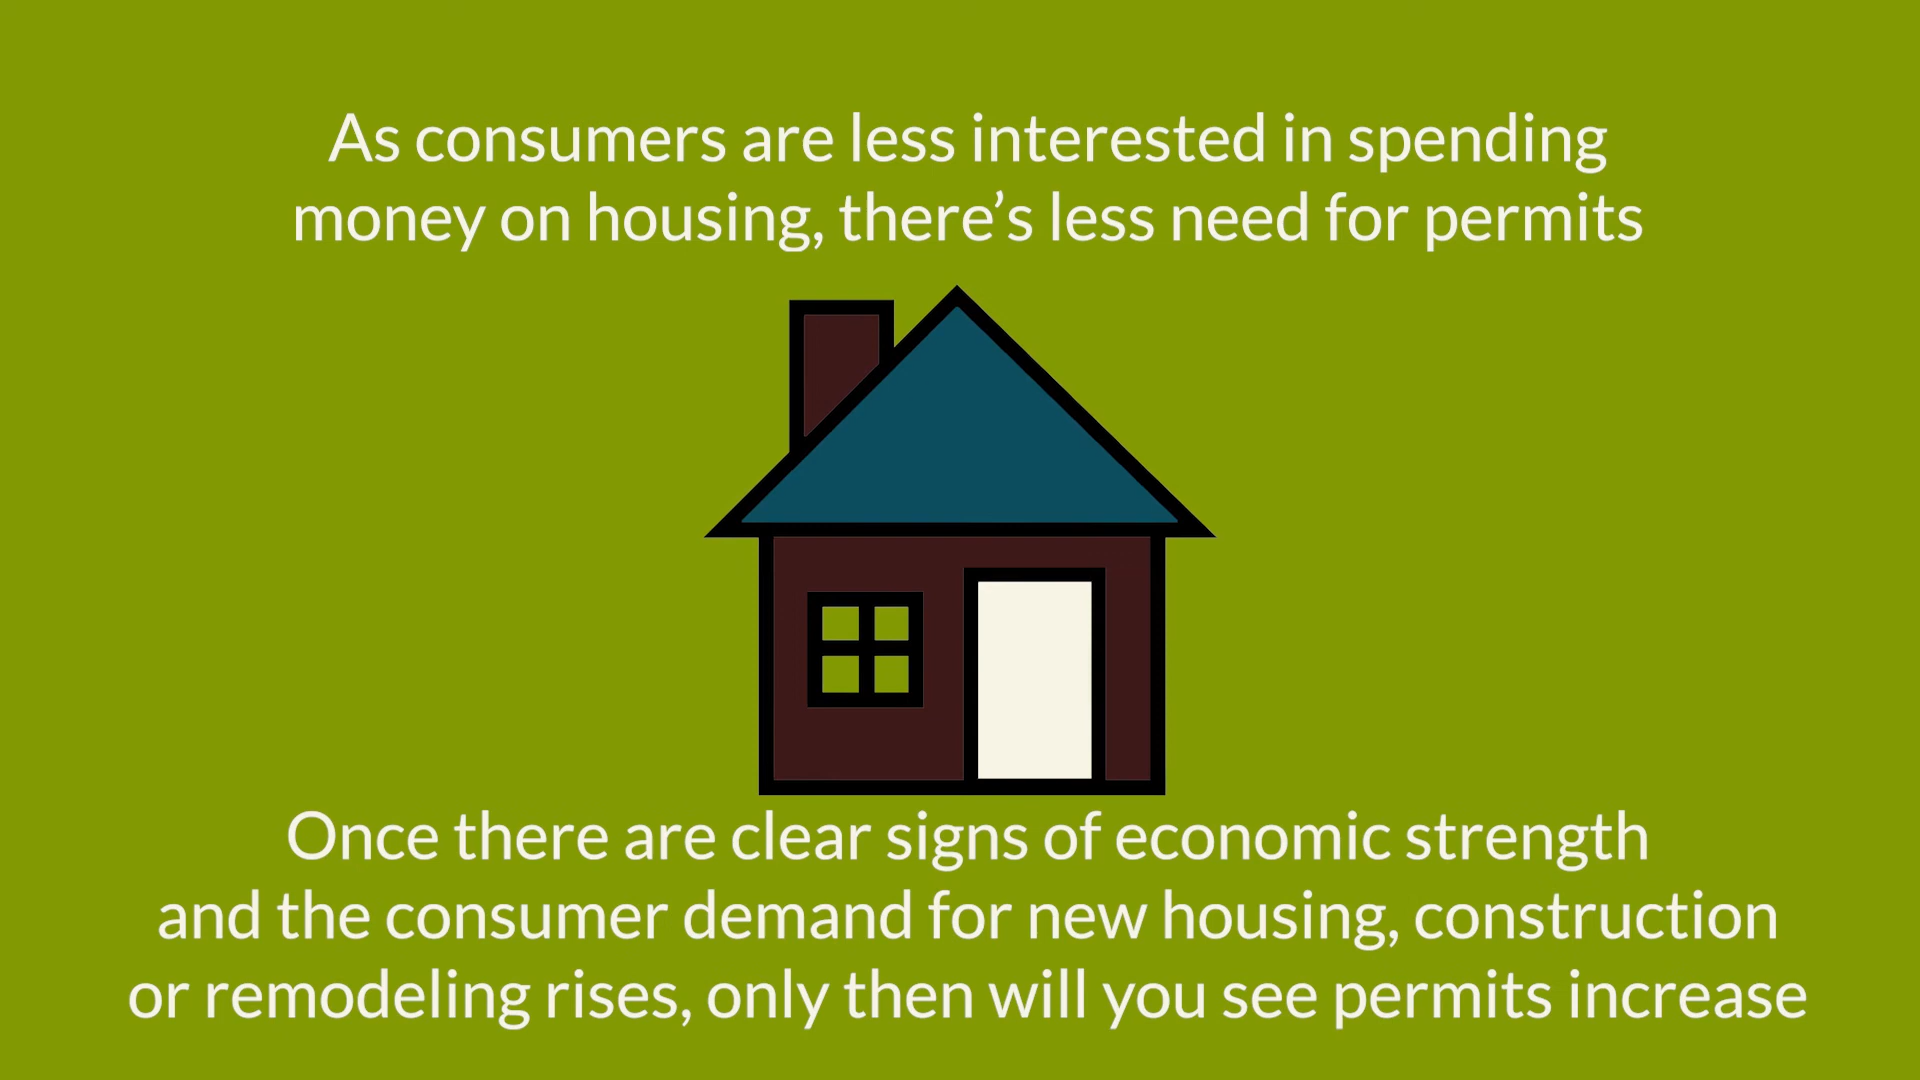 As consumers are less interested in spending
money on housing, there’s less need for permits
Once there are clear signs of economic strength
and the consumer demand for new housing, construction
or remodeling rises, only then will you see permits increase